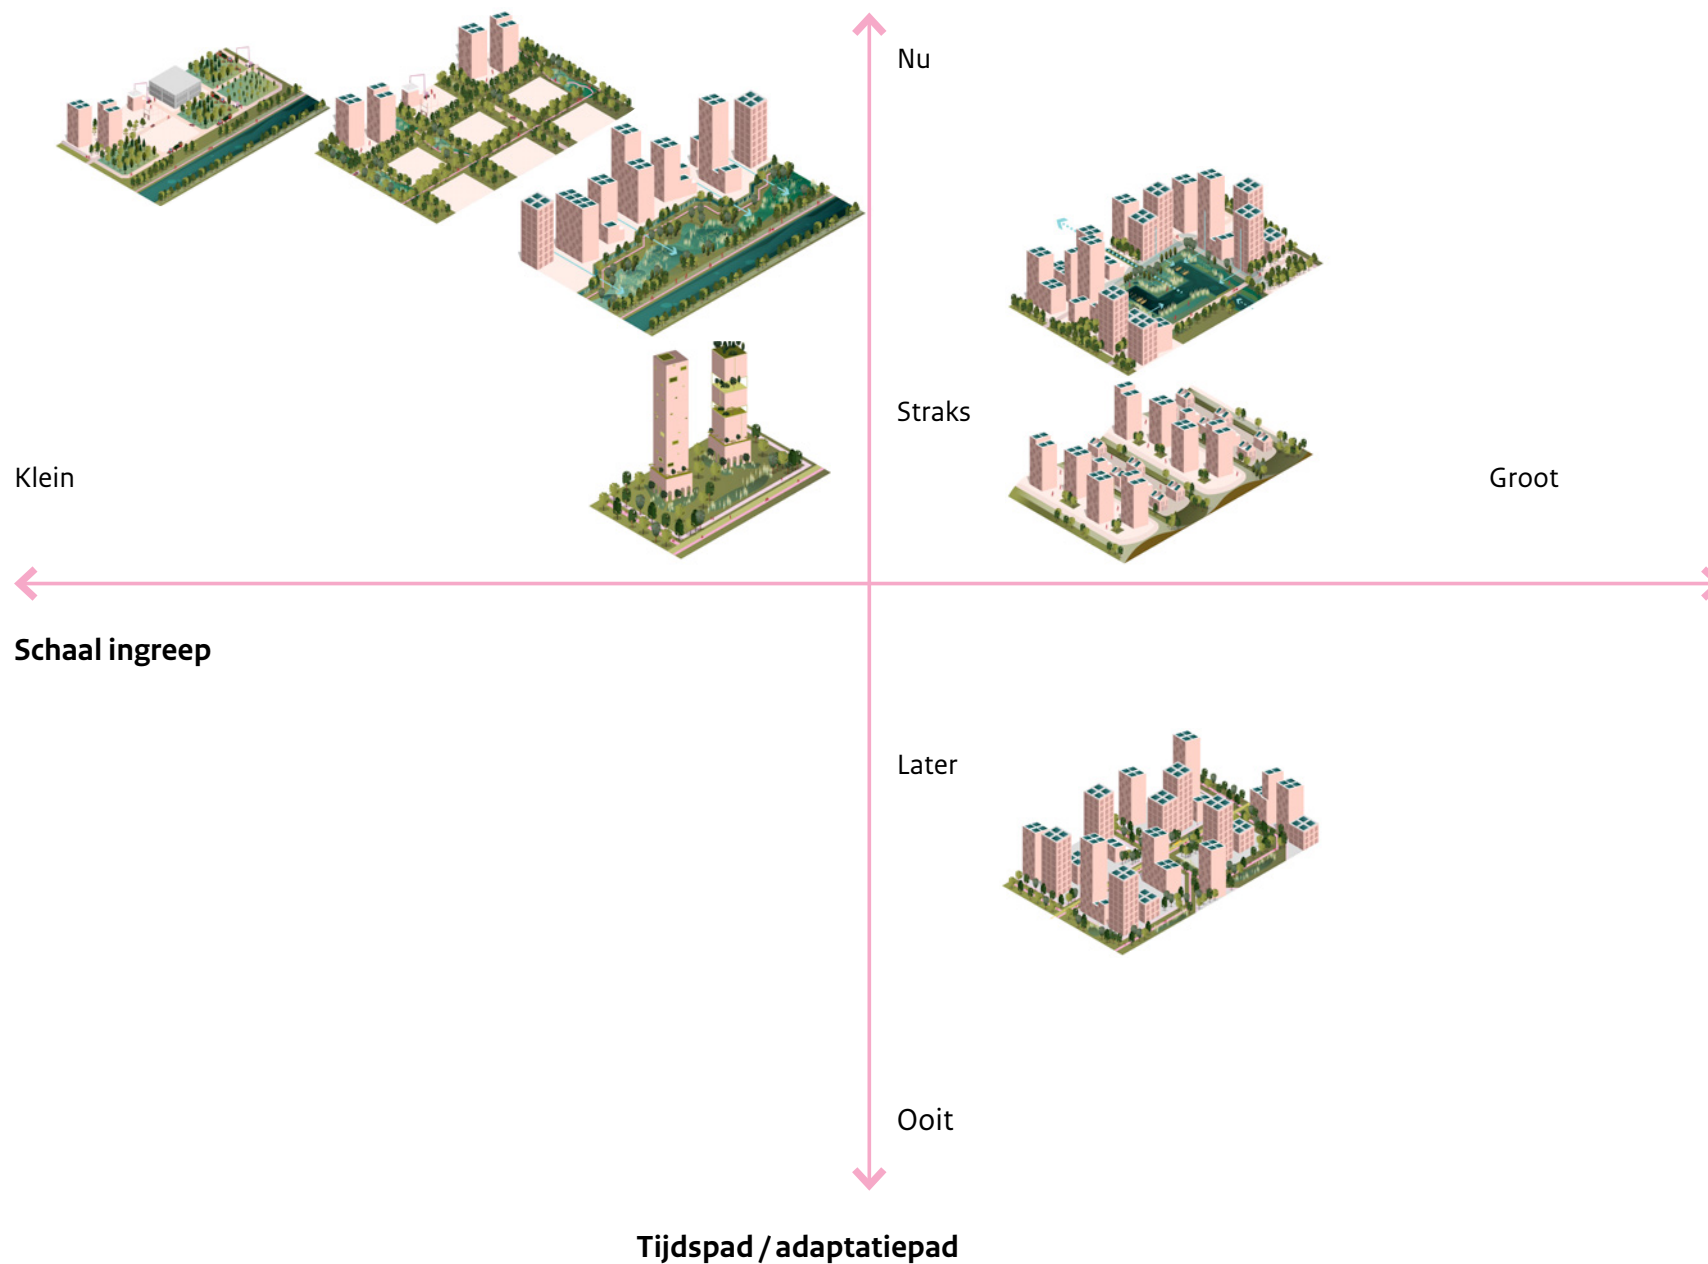 Nu
Straks
Klein
Groot
Schaal ingreep
Later
Ooit
Tijdspad / adaptatiepad